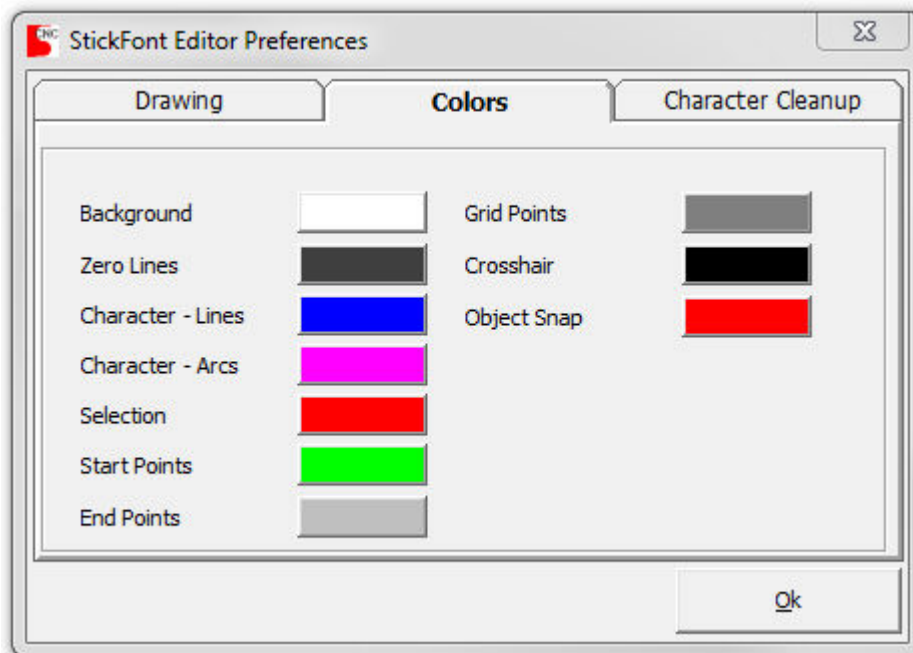 CNC
StickFont Editor Preferences
Drawing Colors Character Cleanup
Background Grid Points
Zero Lines Crosshair
Character - Lines Object Snap
Character - Arcs
Selection
Start Points
End Points
Ok